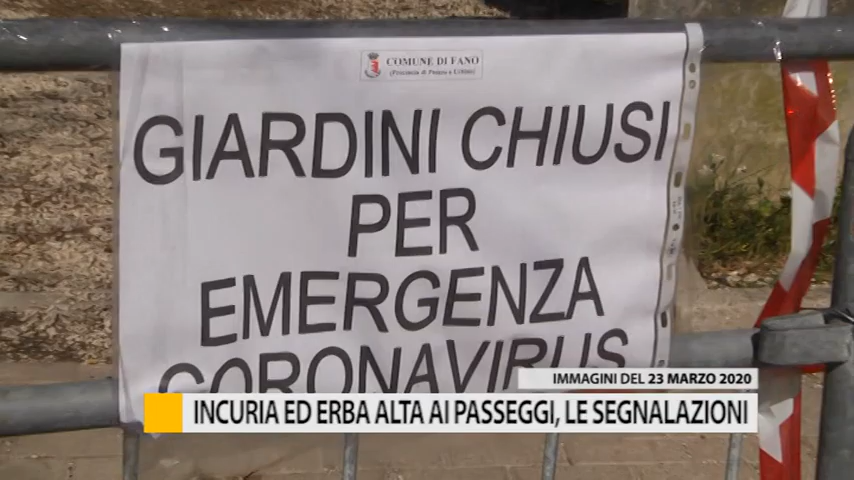 COMUNE DI FANO
(Provincia di Pesaro e Urbino)
GIARDINI CHIUSI
PER
EMERGENZA
CORONAVIRUS
IMMAGINI DEL 23 MARZO 2020
INCURIA ED ERBA ALTA AI PASSEGGI, LE SEGNALAZIONI